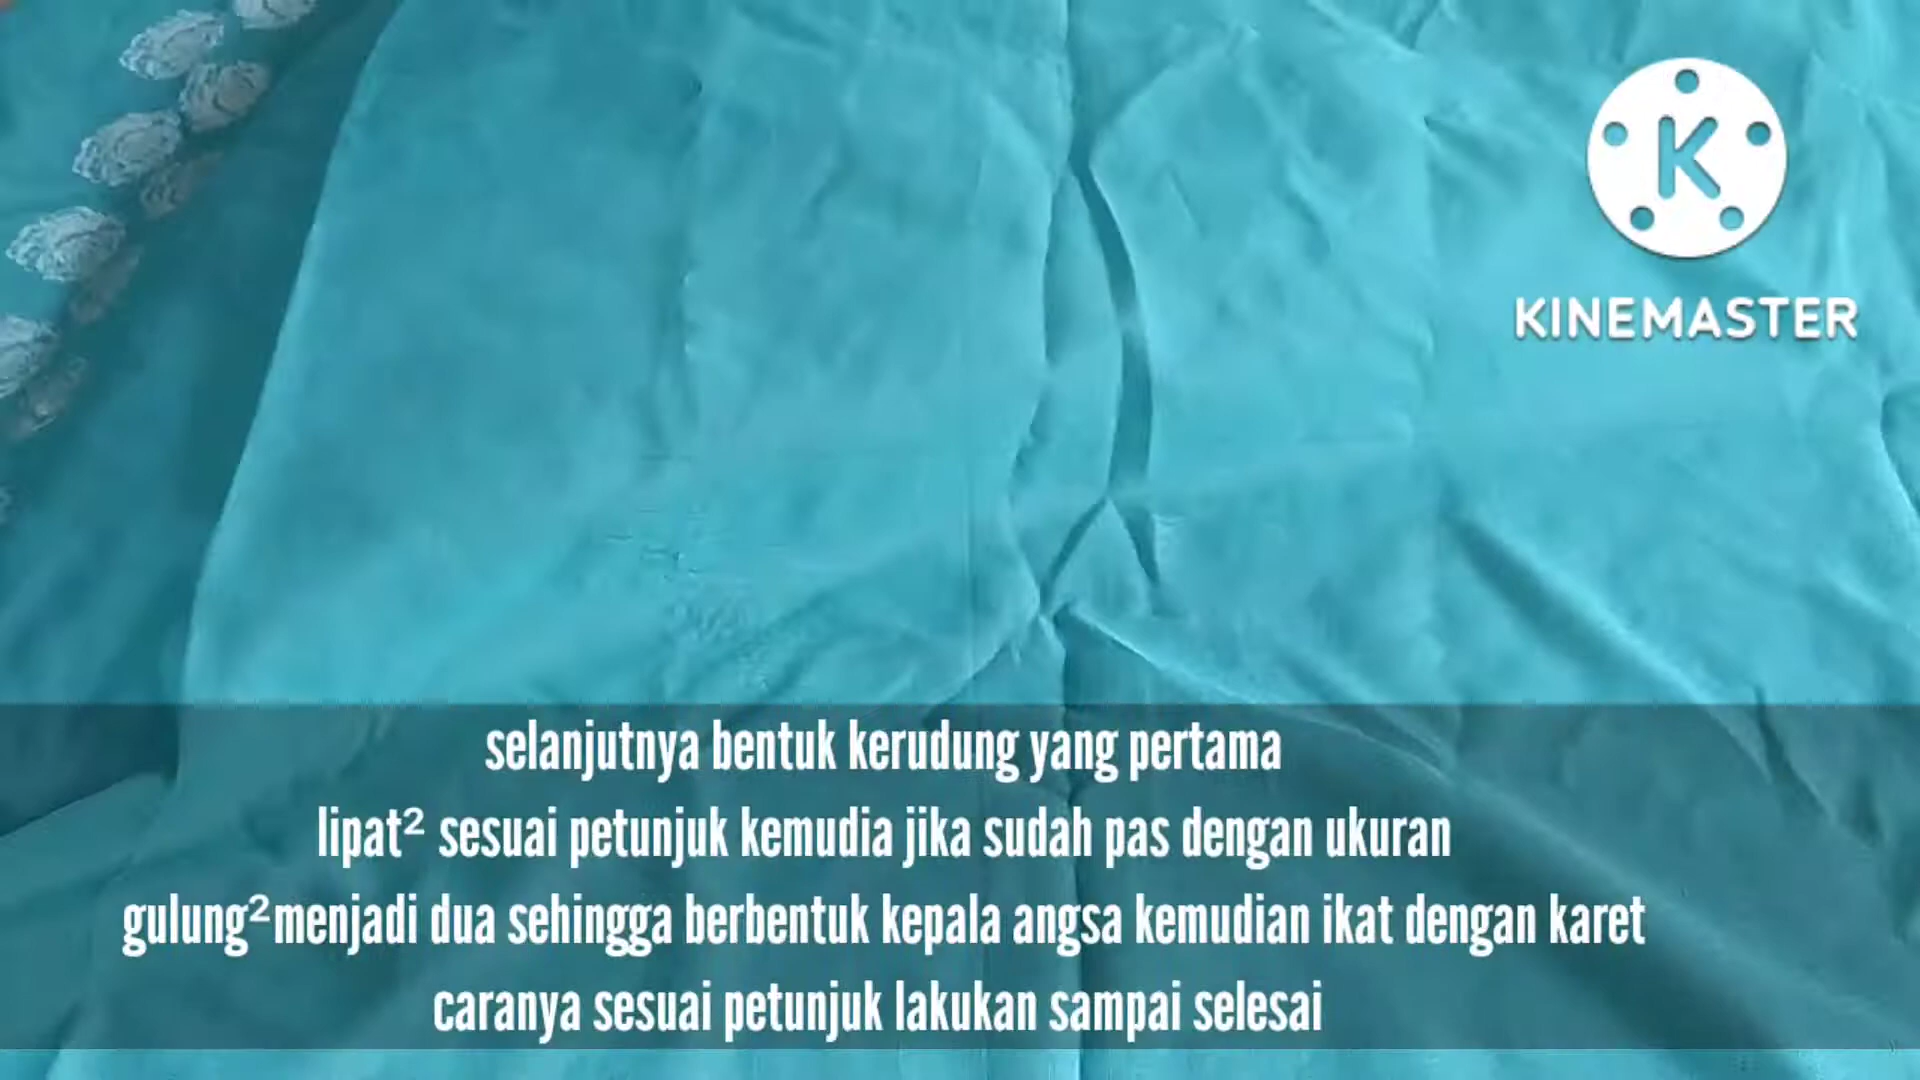 KINEMASTER
selanjutnya bentuk kerudung yang pertama
lipat² sesuai petunjuk kemudia jika sudah pas dengan ukuran
gulung²menjadi dua sehingga berbentuk kepala angsa kemudian ikat dengan karet
caranya sesuai petunjuk lakukan sampai selesai